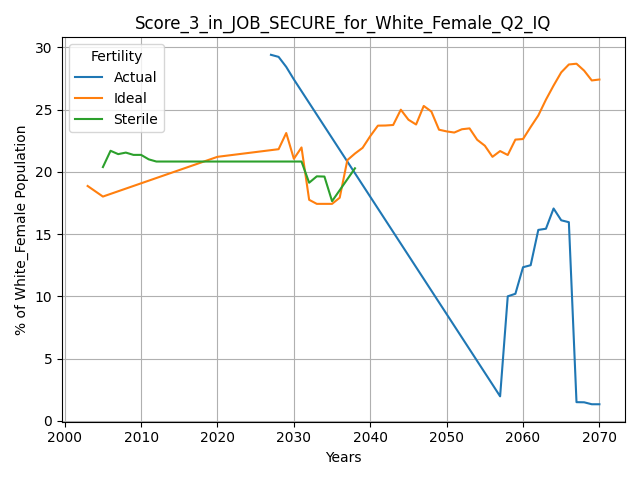 Score_3_in_JOB_SECURE_for_White_Female_Q2_IQ
Fertility
Actual
Ideal
Sterile
% of White_Female Population
30
25
20
15
10
5
0
2000 2010 2020 2030 2040 2050 2060 2070
Years